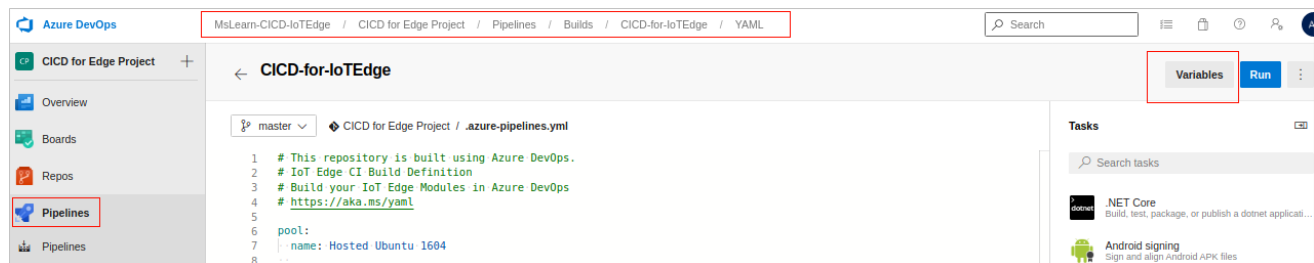 Azure DevOps
MsLearn-CICD-IoTEdge / CICD for Edge Project / Pipelines / Builds / CICD-for-IoTEdge / YAML
Search
CP CICD for Edge Project +
CICD-for-IoTEdge
Variables Run
Overview
Boards
Repos
Pipelines
Pipelines
master CICD for Edge Project / .azure-pipelines.yml
1 # This repository is built using Azure DevOps.
2 # IoT Edge CI Build Definition
3 # Build your IoT Edge Modules in Azure DevOps
4 # https://aka.ms/yaml
5
6 pool:
7 name: Hosted Ubuntu 1604
8
Tasks
Search tasks
dotnet
.NET Core
Build, test, package, or publish a dotnet applicati...
Android signing
Sign and align Android APK files